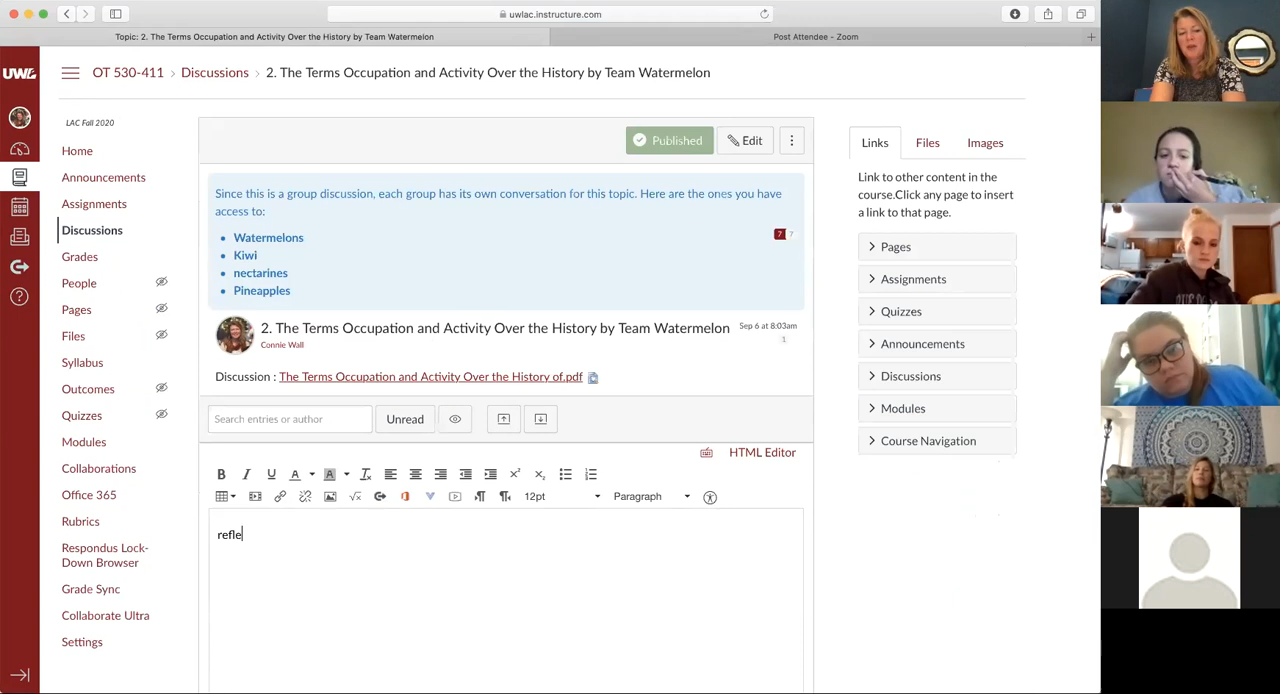 uwlac.instructure.com
Topic: 2. The Terms Occupation and Activity Over the History by Team Watermelon
Post Attendee - Zoom
UWL
OT 530-411 > Discussions > 2. The Terms Occupation and Activity Over the History by Team Watermelon
LAC Fall 2020
Home
Announcements
Assignments
Discussions
Grades
People
Pages
Files
Syllabus
Outcomes
Quizzes
Modules
Collaborations
Office 365
Rubrics
Respondus Lock-
Down Browser
Grade Sync
Collaborate Ultra
Settings
Published
Edit
Since this is a group discussion, each group has its own conversation for this topic. Here are the ones you have
access to:
Watermelons
7 7
Kiwi
nectarines
Pineapples
2. The Terms Occupation and Activity Over the History by Team Watermelon
Sep 6 at 8:03am
Connie Wall
1
Discussion : The Terms Occupation and Activity Over the History of.pdf
Search entries or author
Unread
HTML Editor
12pt
Paragraph
refle
Links
Files
Images
Link to other content in the
course.Click any page to insert
a link to that page.
Pages
Assignments
Quizzes
Announcements
Discussions
Modules
Course Navigation